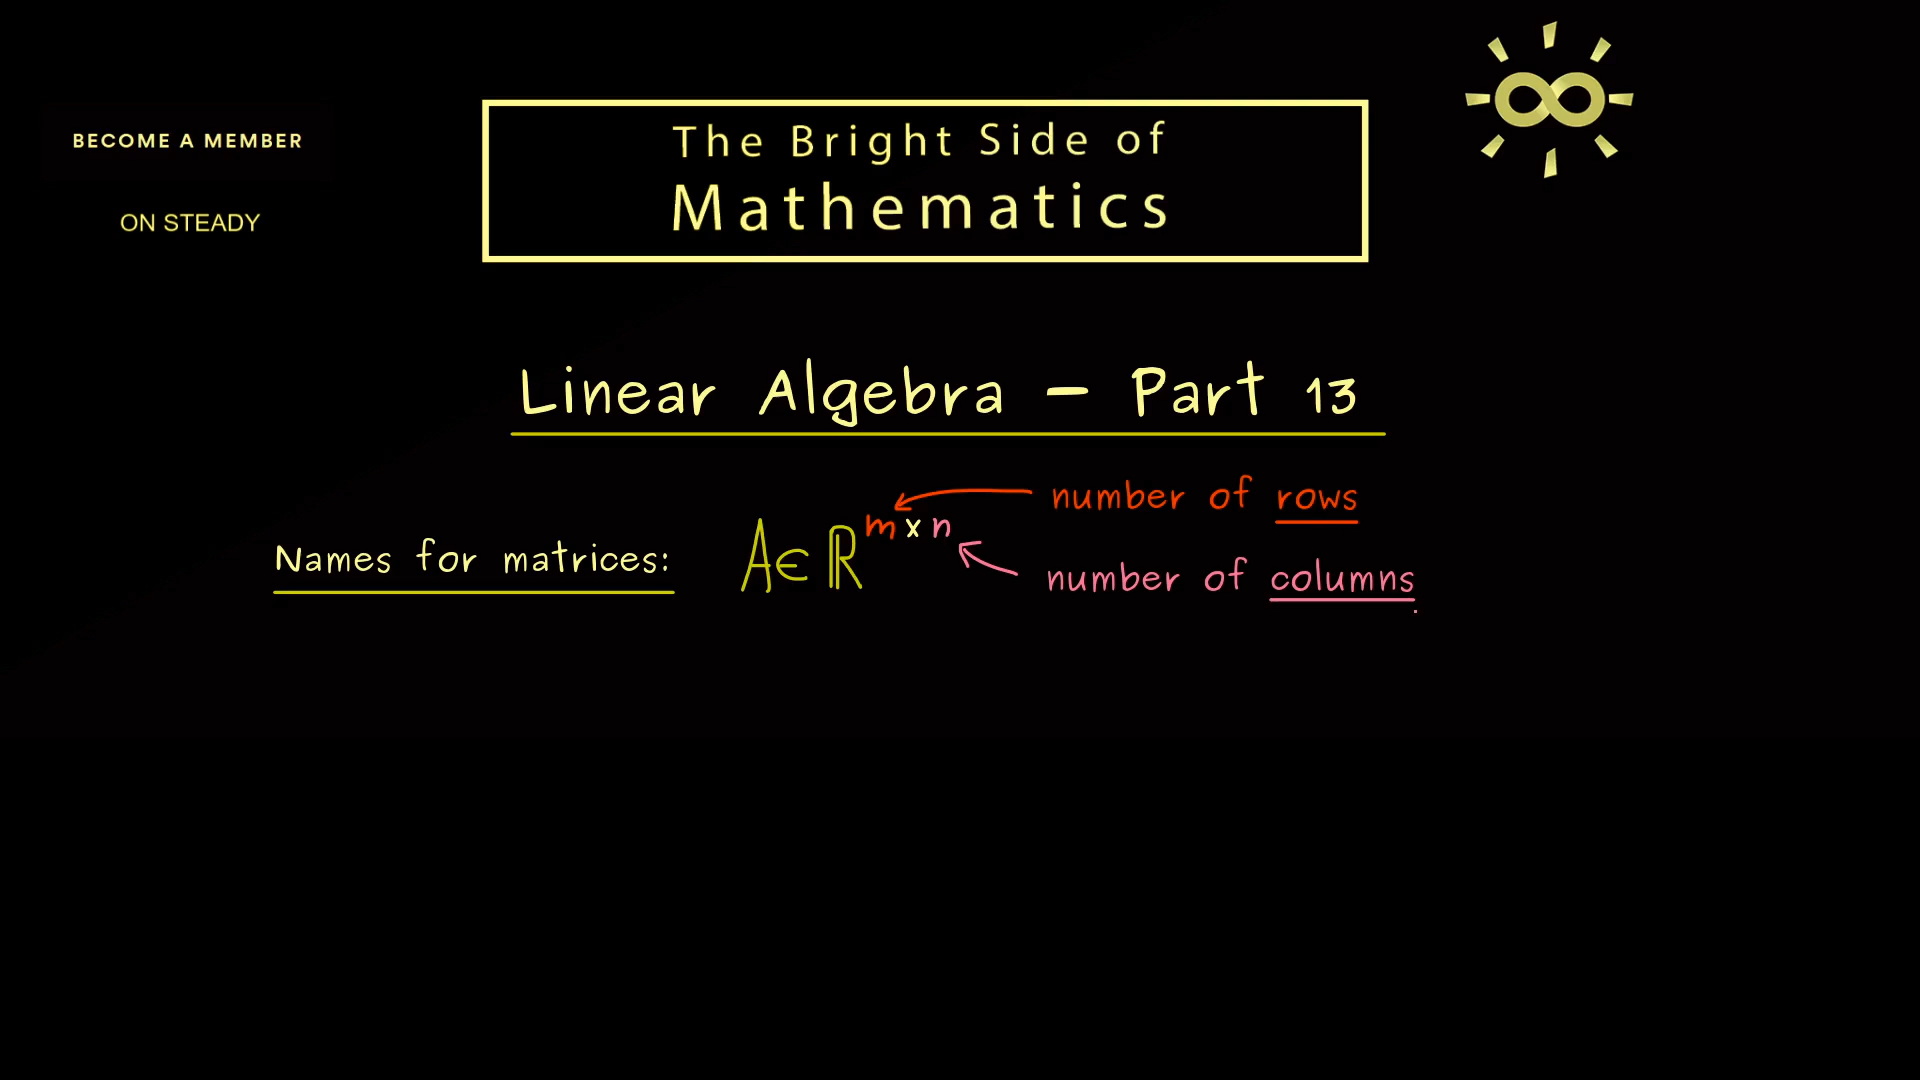 BECOME A MEMBER
ON STEADY
The Bright Side of
Mathematics
Linear Algebra – Part 13
Names for matrices: A∈ℝ^{m×n}
number of rows
number of columns